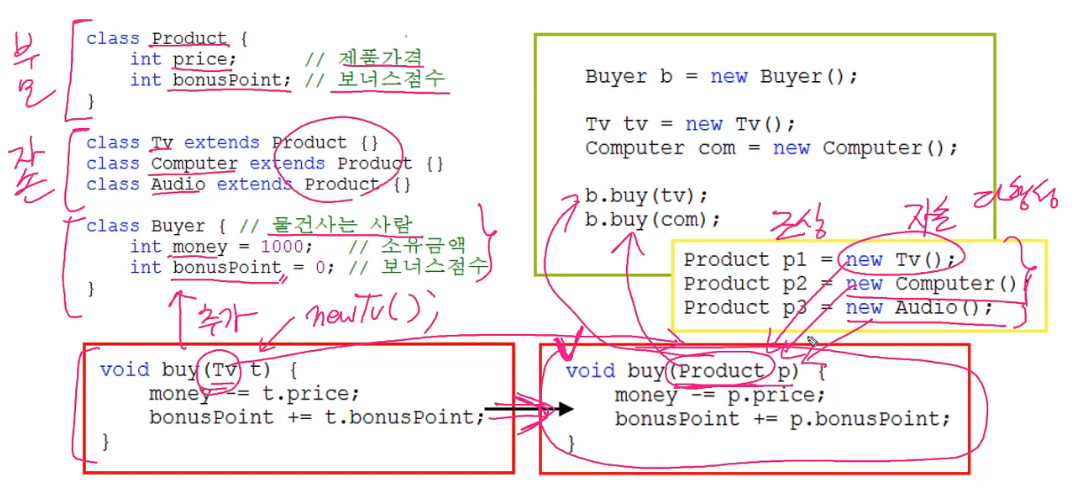 부모
class Product {
int price; // 제품가격
int bonusPoint; // 보너스점수
}
자손
class Tv extends Product {}
class Computer extends Product {}
class Audio extends Product {}
class Buyer { // 물건사는 사람
int money = 1000; // 소유금액
int bonusPoint = 0; // 보너스점수
}
추가
new Tv();
Buyer b = new Buyer();
Tv tv = new Tv();
Computer com = new Computer();
b.buy(tv);
b.buy(com);
조상 자손 다형성
Product p1 = new Tv();
Product p2 = new Computer()
Product p3 = new Audio();
void buy(Tv t) {
money -= t.price;
bonusPoint += t.bonusPoint;
}
void buy(Product p) {
money -= p.price;
bonusPoint += p.bonusPoint;
}